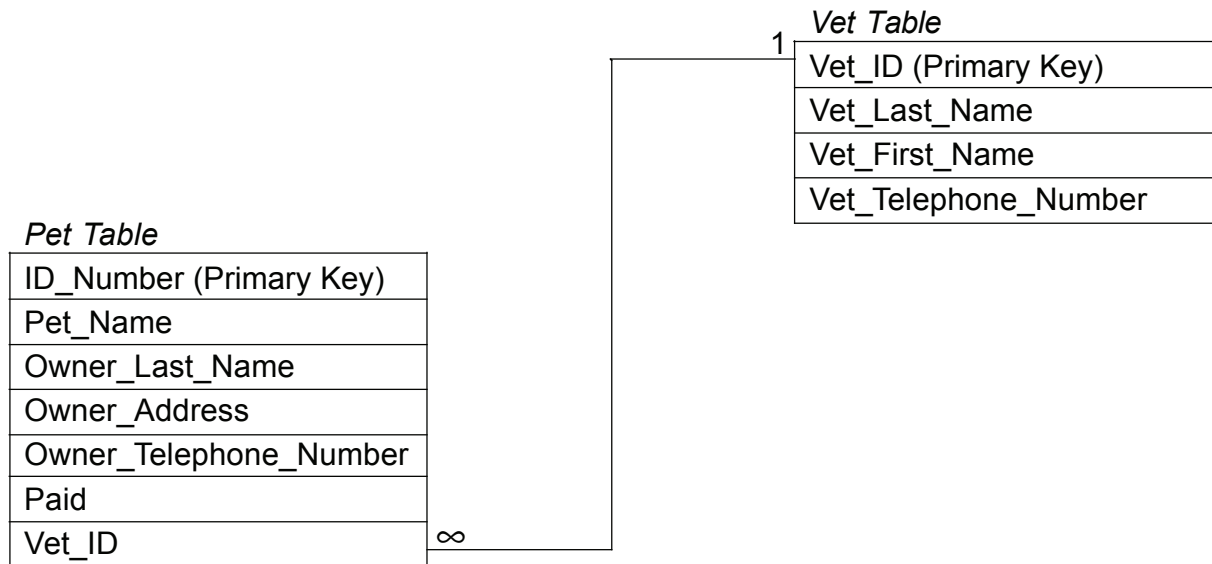 Vet Table
1
Vet_ID (Primary Key)
Vet_Last_Name
Vet_First_Name
Vet_Telephone_Number
Pet Table
ID_Number (Primary Key)
Pet_Name
Owner_Last_Name
Owner_Address
Owner_Telephone_Number
Paid
Vet_ID
∞